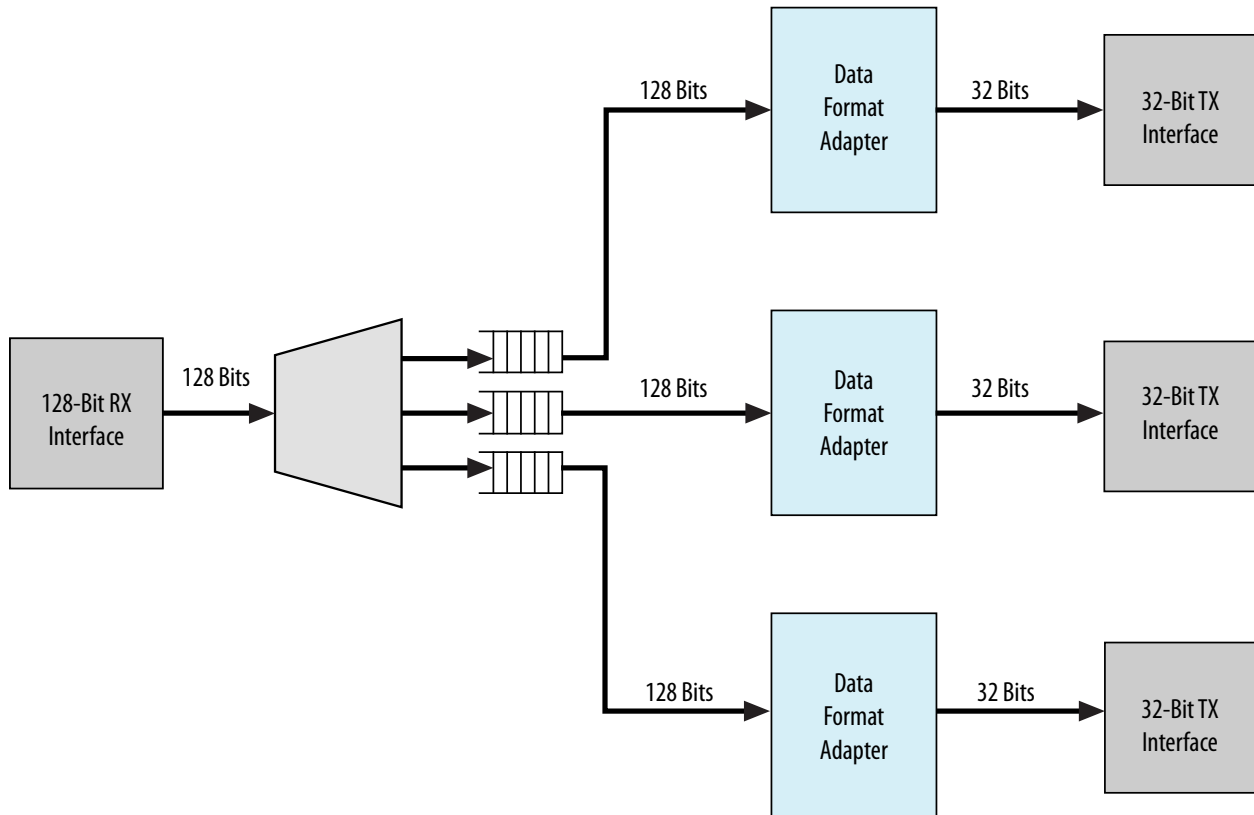 Data
Format
Adapter
128 Bits
32 Bits
32-Bit TX
Interface
128-Bit RX
Interface
128 Bits
128 Bits
Data
Format
Adapter
32 Bits
32-Bit TX
Interface
128 Bits
Data
Format
Adapter
32 Bits
32-Bit TX
Interface